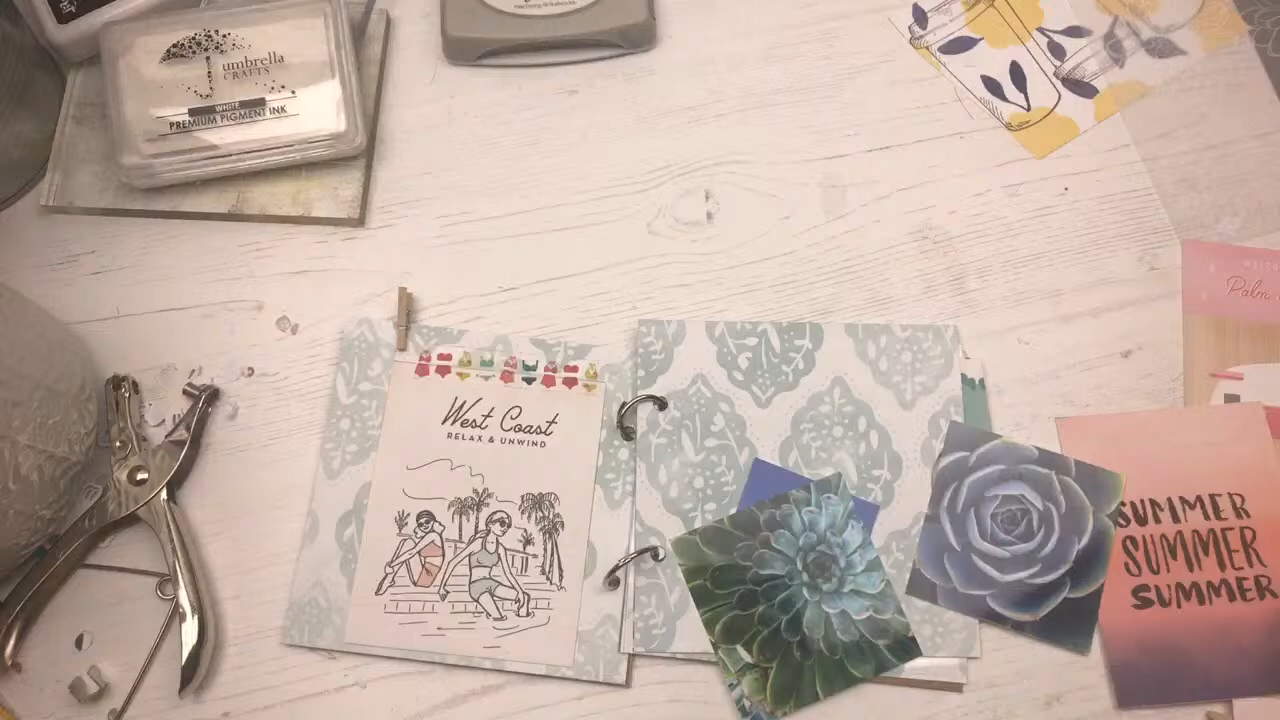 umbrella
CRAFTS
WHITE
PREMIUM PIGMENT INK
West Coast
RELAX & UNWIND
Palm
SUMMER
SUMMER
SUMMER